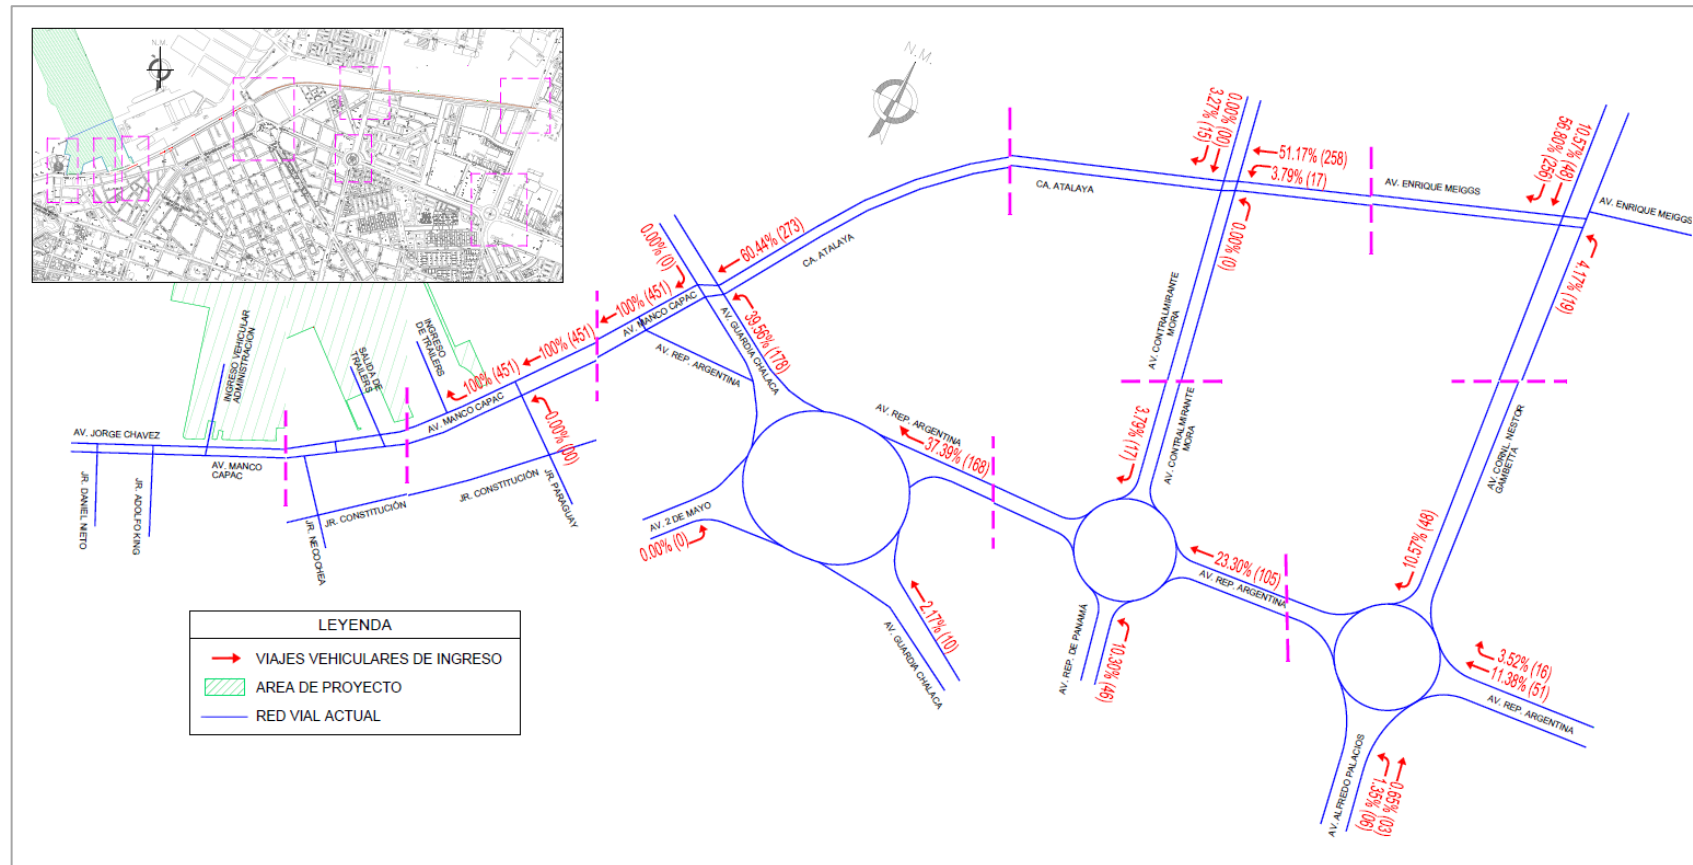 N.M.
N.M.
0.00% (00)
3.27% (15)
51.17% (258)
3.79% (17)
10.57% (48)
56.80% (256)
AV. ENRIQUE MEIGGS
AV. ENRIQUE MEIGGS
CA. ATALAYA
0.00% (0)
4.17% (19)
0.00% (0)
60.44% (273)
CA. ATALAYA
100% (451)
AV. MANCO CAPAC
39.56% (178)
AV. GUARDIA CHALACA
AV. REP. ARGENTINA
100% (451)
100% (451)
AV. MANCO CAPAC
INGRESO VEHICULAR
ADMINISTRACION
SALIDA DE
TRAILERS
INGRESO
DE TRAILERS
AV. CONTRALMIRANTE
MORA
AV. CONTRALMIRANTE
MORA
3.79% (17)
AV. CORNL. NESTOR
GAMBETTA
10.57% (48)
AV. REP. ARGENTINA
37.39% (168)
0.00% (00)
AV. JORGE CHAVEZ
AV. MANCO
CAPAC
JR. DANIEL NIETO
JR. ADOLFO KING
JR. NECOCHEA
JR. CONSTITUCIÓN
JR. CONSTITUCIÓN
JR. PARAGUAY
AV. 2 DE MAYO
0.00% (0)
2.17% (10)
AV. GUARDIA CHALACA
23.30% (105)
AV. REP. ARGENTINA
AV. REP. DE PANAMÁ
10.30% (46)
3.52% (16)
11.38% (51)
AV. REP. ARGENTINA
AV. ALFREDO PALACIOS
0.65% (03)
1.35% (06)
LEYENDA
VIAJES VEHICULARES DE INGRESO
AREA DE PROYECTO
RED VIAL ACTUAL